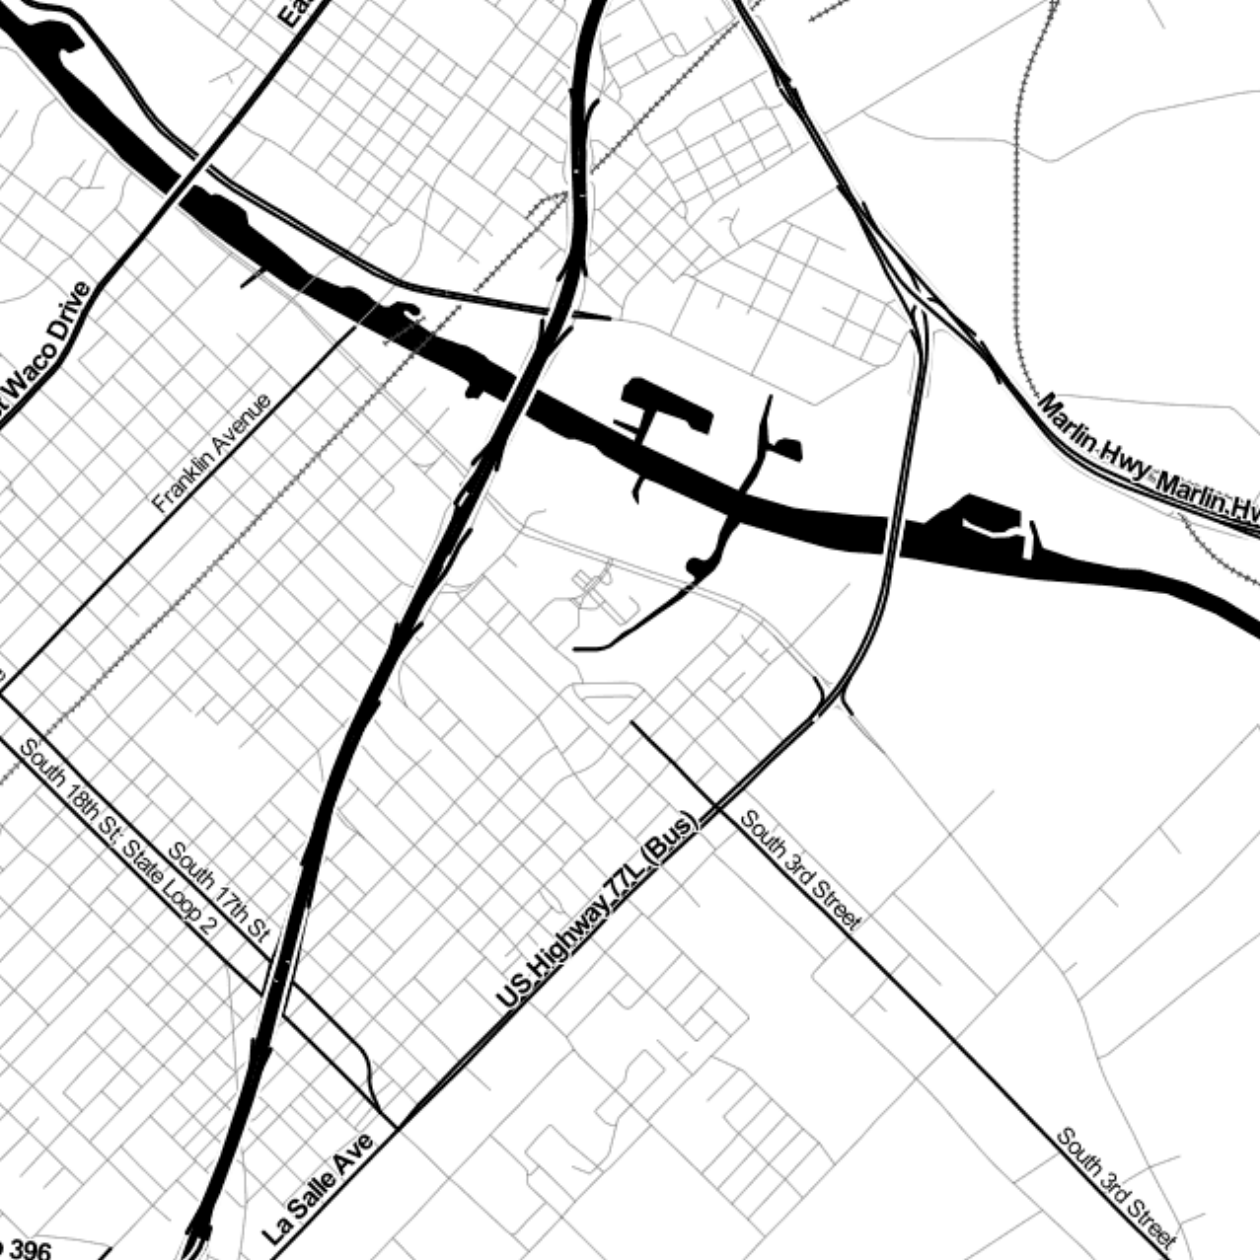 Eas
t Waco Drive
Franklin Avenue
Marlin Hwy
Marlin Hw
South 18th St; State Loop 2
South 17th St
South 3rd Street
US Highway 77L (Bus)
La Salle Ave
South 3rd Street
396